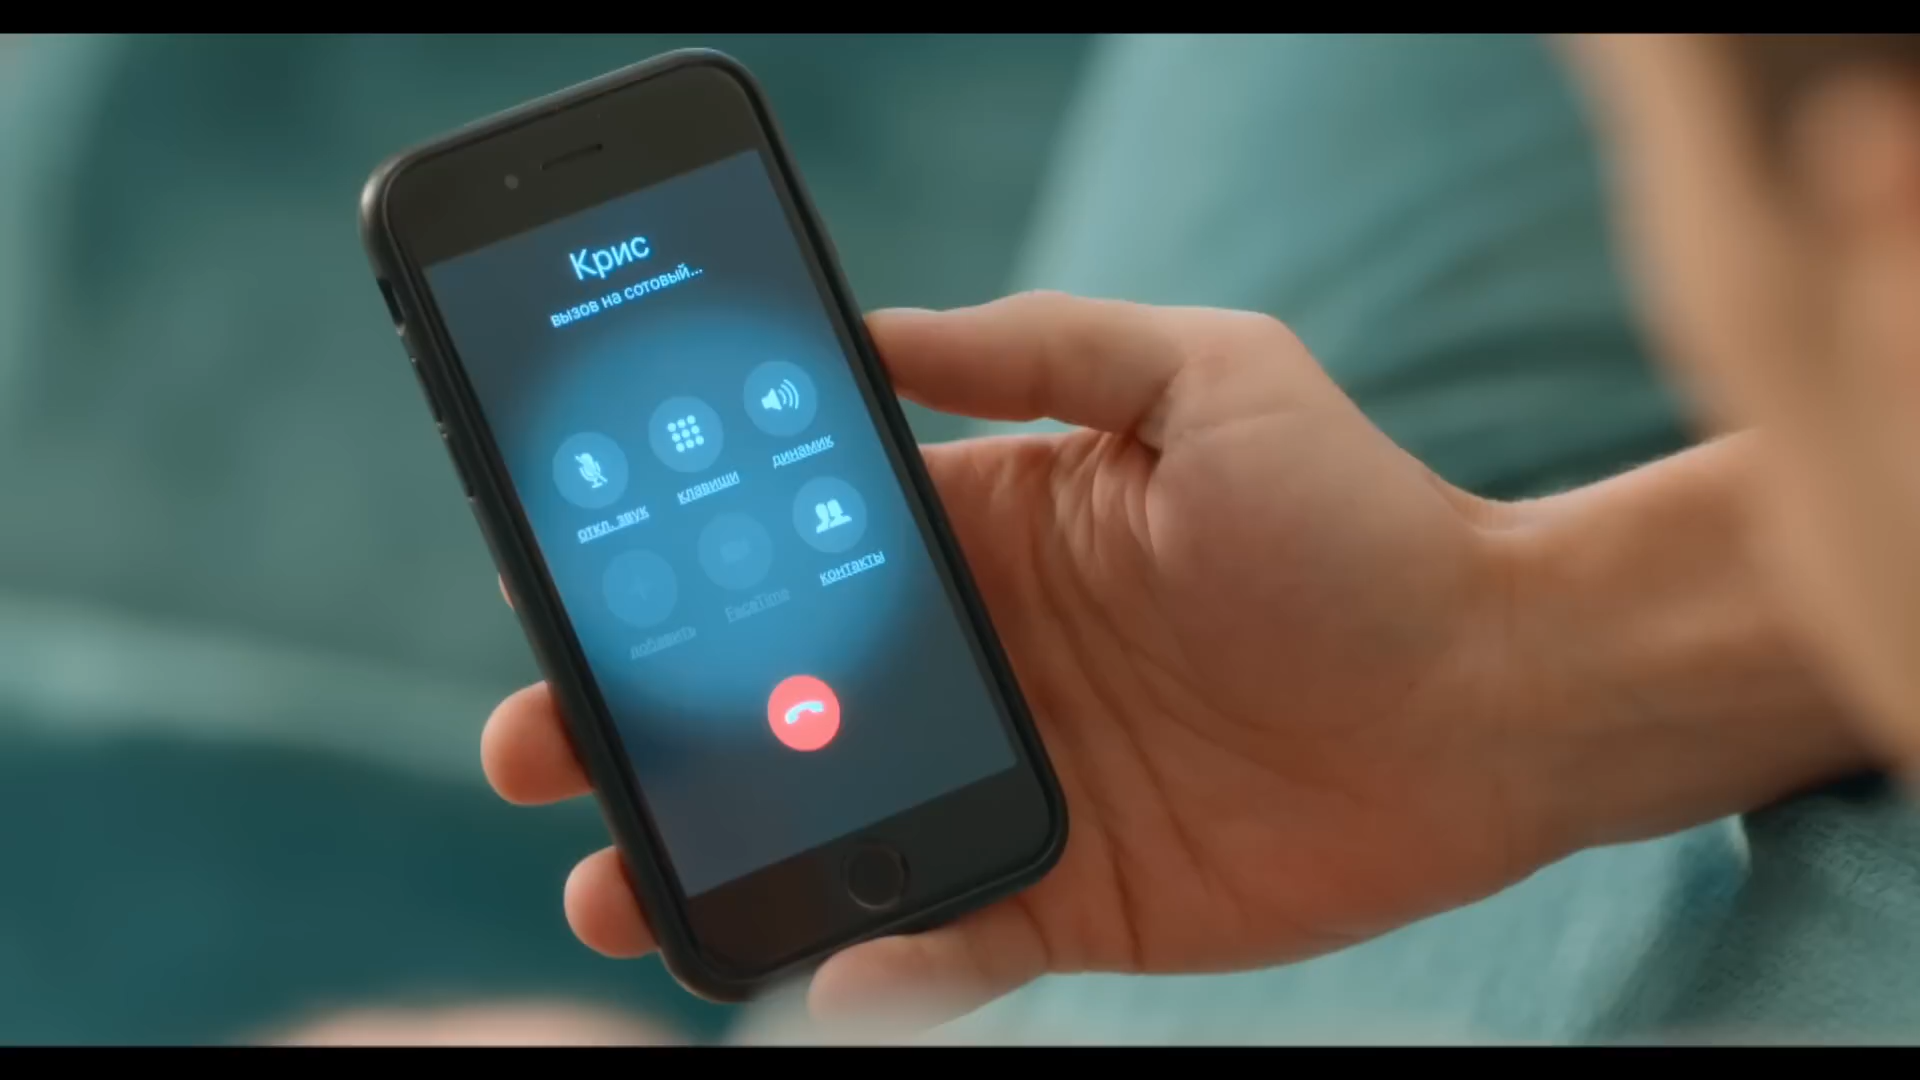 Крис
вызов на сотовый...
откл. звук
клавиши
динамик
добавить
FaceTime
контакты